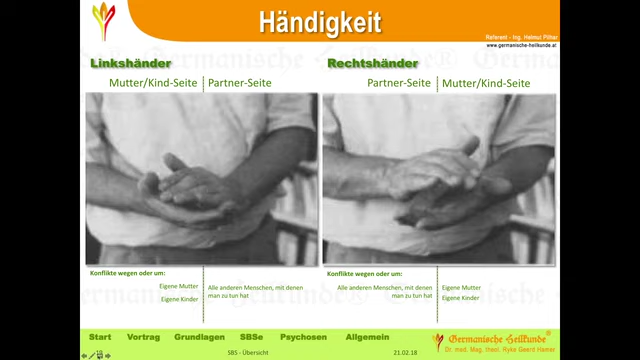 Händigkeit
Referent - Ing. Helmut Pilhar
www.germanische-heilkunde.at
Linkshänder
Rechtshänder
Mutter/Kind-Seite
Partner-Seite
Partner-Seite
Mutter/Kind-Seite
Konflikte wegen oder um:
Eigene Mutter
Eigene Kinder
Alle anderen Menschen, mit denen
man zu tun hat
Konflikte wegen oder um:
Alle anderen Menschen, mit denen
man zu tun hat
Eigene Mutter
Eigene Kinder
Start
Vortrag
Grundlagen
SBSe
Psychosen
Allgemein
Germanische Heilkunde®
Dr. med. Mag. theol. Ryke Geerd Hamer
SBS - Übersicht
21.02.18